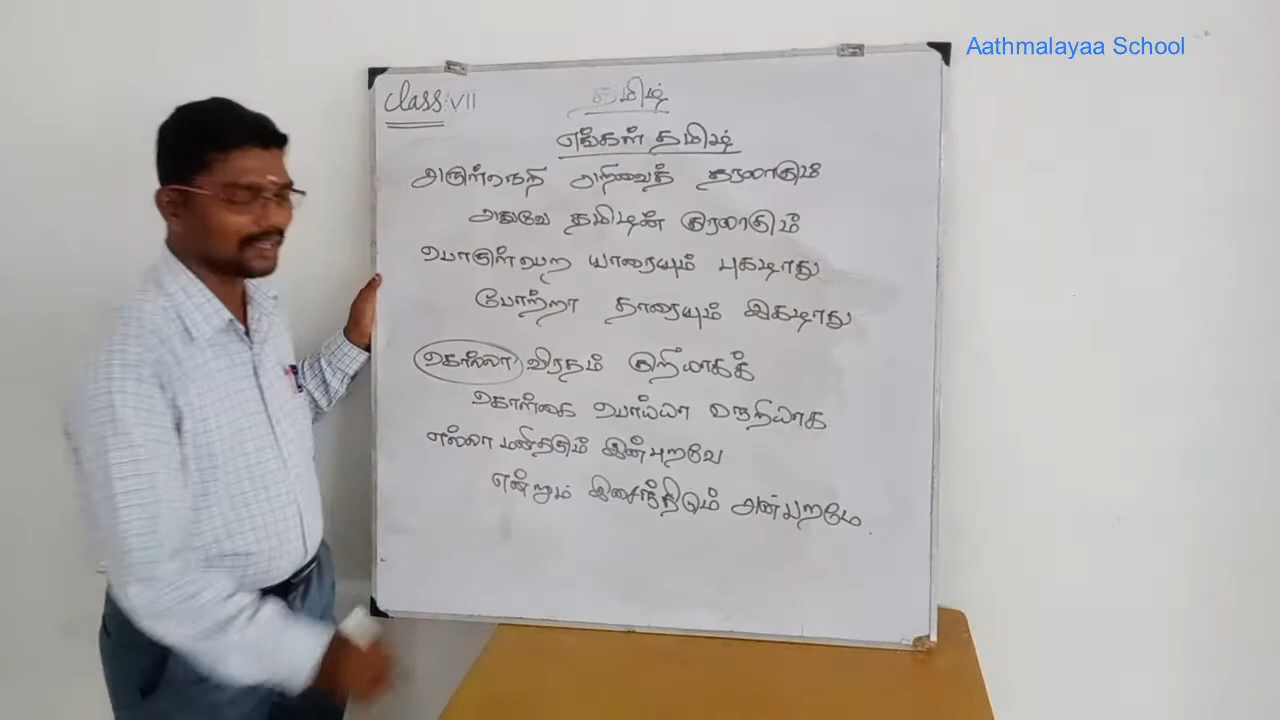 Aathmalayaa School
Class:VII
தமிழ்
எங்கள் தமிழ்
அருள்நெறி அறிவைத் தரலாகும்
அதுவே தமிழன் குரலாகும்
பொருள்பெற யாரையும் புகழாது
போற்றா தாரையும் இகழாது
கொல்லா விரதம் குறியாகக்
கொள்கை பொய்யா நெறியாக
எல்லா மனிதரும் இன்புறவே
என்றும் இசைந்திடும் அன்பறமே.